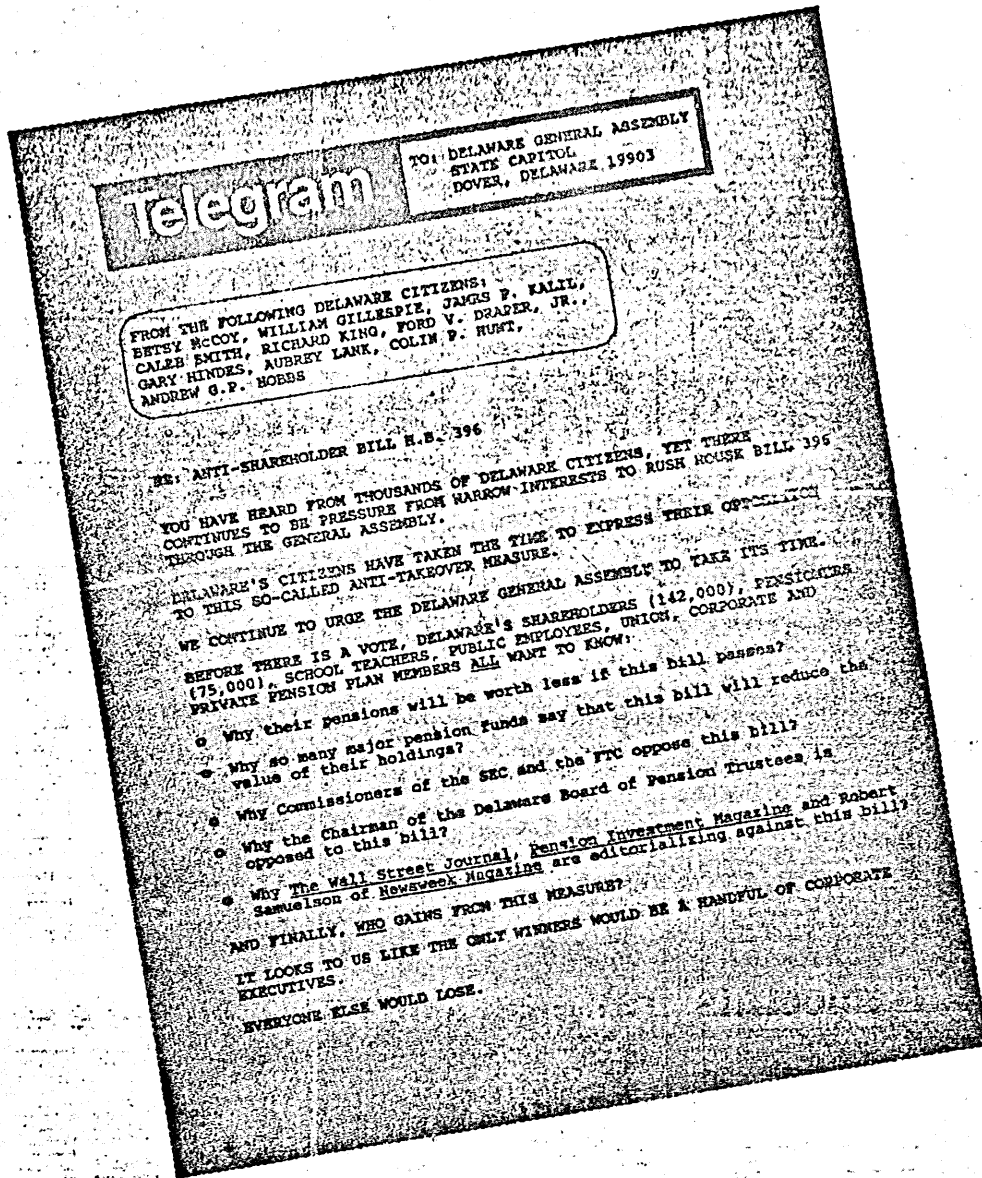 Telegram
TO: DELAWARE GENERAL ASSEMBLY
STATE CAPITOL
DOVER, DELAWARE 19903
FROM THE FOLLOWING DELAWARE CITIZENS:
BETSY McCOY, WILLIAM GILLESPIE, JAMES P. KALIL,
CALEB SMITH, RICHARD KING, FORD V. DRAPER, JR.,
GARY HINDES, AUBREY LANK, COLIN P. HUNT,
ANDREW G.P. HOBBS
RE: ANTI-SHAREHOLDER BILL H.B. 396
YOU HAVE HEARD FROM THOUSANDS OF DELAWARE CITIZENS, YET THERE
CONTINUES TO BE PRESSURE FROM NARROW INTERESTS TO RUSH HOUSE BILL 396
THROUGH THE GENERAL ASSEMBLY.
DELAWARE'S CITIZENS HAVE TAKEN THE TIME TO EXPRESS THEIR OPPOSITION
TO THIS SO-CALLED ANTI-TAKEOVER MEASURE.
WE CONTINUE TO URGE THE DELAWARE GENERAL ASSEMBLY TO TAKE ITS TIME.
BEFORE THERE IS A VOTE, DELAWARE'S SHAREHOLDERS (142,000), PENSIONERS
(75,000), SCHOOL TEACHERS, PUBLIC EMPLOYEES, UNION, CORPORATE AND
PRIVATE PENSION PLAN MEMBERS ALL WANT TO KNOW:
o Why their pensions will be worth less if this bill passes?
o Why so many major pension funds say that this bill will reduce the
value of their holdings?
o Why Commissioners of the SEC and the FTC oppose this bill?
o Why the Chairman of the Delaware Board of Pension Trustees is
opposed to this bill?
o Why The Wall Street Journal, Pension Investment Magazine and Robert
Samuelson of Newsweek Magazine are editorializing against this bill?
AND FINALLY, WHO GAINS FROM THIS MEASURE?
IT LOOKS TO US LIKE THE ONLY WINNERS WOULD BE A HANDFUL OF CORPORATE
EXECUTIVES.
EVERYONE ELSE WOULD LOSE.